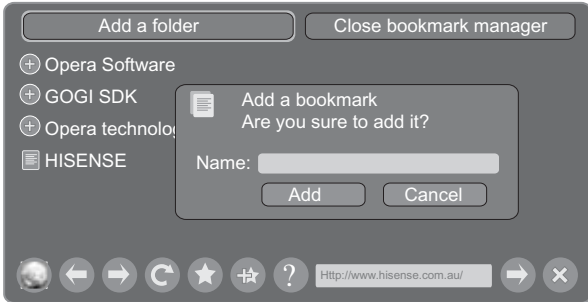 Add a folder
Close bookmark manager
Opera Software
GOGI SDK
Opera technolog
HISENSE
Add a bookmark
Are you sure to add it?
Name:
Add
Cancel
?
Http://www.hisense.com.au/